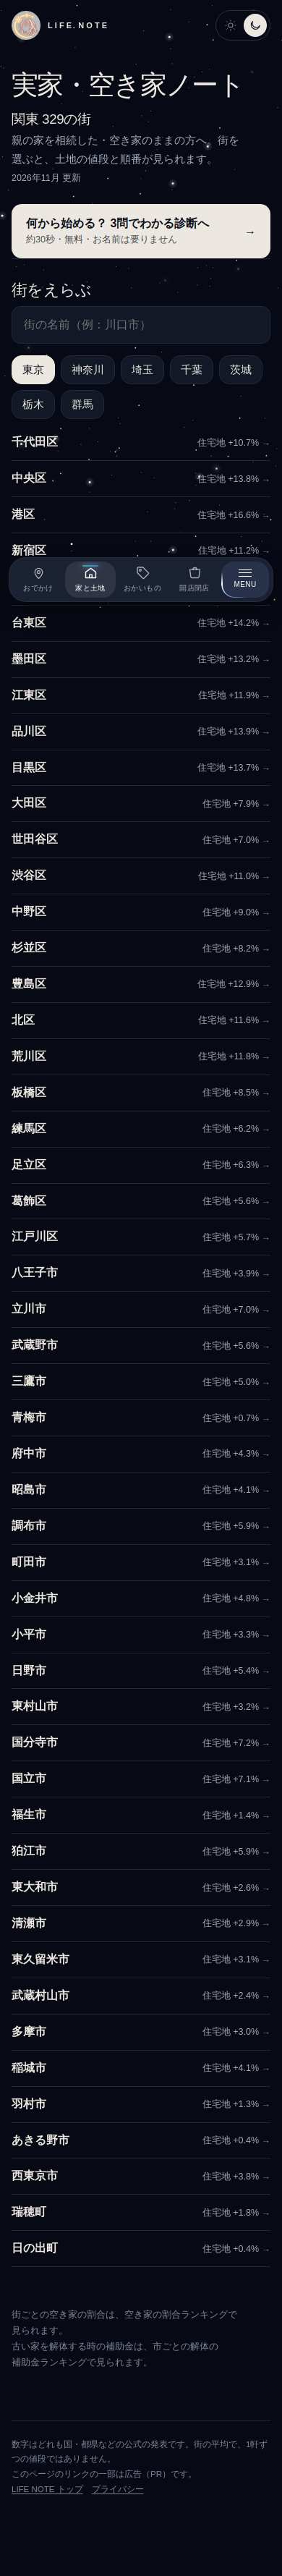 LIFE.NOTE
実家・空き家ノート
関東 329の街
親の家を相続した・空き家のままの方へ。街を
選ぶと、土地の値段と順番が見られます。
2026年11月 更新
何から始める？ 3問でわかる診断へ
約30秒・無料・お名前は要りません
→
街をえらぶ
街の名前（例：川口市）
東京 神奈川 埼玉 千葉 茨城
栃木 群馬
千代田区 住宅地 +10.7% →
中央区 住宅地 +13.8% →
港区 住宅地 +16.6% →
新宿区 住宅地 +11.2% →
おでかけ 家と土地 おかいもの 開店閉店 MENU
台東区 住宅地 +14.2% →
墨田区 住宅地 +13.2% →
江東区 住宅地 +11.9% →
品川区 住宅地 +13.9% →
目黒区 住宅地 +13.7% →
大田区 住宅地 +7.9% →
世田谷区 住宅地 +7.0% →
渋谷区 住宅地 +11.0% →
中野区 住宅地 +9.0% →
杉並区 住宅地 +8.2% →
豊島区 住宅地 +12.9% →
北区 住宅地 +11.6% →
荒川区 住宅地 +11.8% →
板橋区 住宅地 +8.5% →
練馬区 住宅地 +6.2% →
足立区 住宅地 +6.3% →
葛飾区 住宅地 +5.6% →
江戸川区 住宅地 +5.7% →
八王子市 住宅地 +3.9% →
立川市 住宅地 +7.0% →
武蔵野市 住宅地 +5.6% →
三鷹市 住宅地 +5.0% →
青梅市 住宅地 +0.7% →
府中市 住宅地 +4.3% →
昭島市 住宅地 +4.1% →
調布市 住宅地 +5.9% →
町田市 住宅地 +3.1% →
小金井市 住宅地 +4.8% →
小平市 住宅地 +3.3% →
日野市 住宅地 +5.4% →
東村山市 住宅地 +3.2% →
国分寺市 住宅地 +7.2% →
国立市 住宅地 +7.1% →
福生市 住宅地 +1.4% →
狛江市 住宅地 +5.9% →
東大和市 住宅地 +2.6% →
清瀬市 住宅地 +2.9% →
東久留米市 住宅地 +3.1% →
武蔵村山市 住宅地 +2.4% →
多摩市 住宅地 +3.0% →
稲城市 住宅地 +4.1% →
羽村市 住宅地 +1.3% →
あきる野市 住宅地 +0.4% →
西東京市 住宅地 +3.8% →
瑞穂町 住宅地 +1.8% →
日の出町 住宅地 +0.4% →
街ごとの空き家の割合は、空き家の割合ランキングで
見られます。
古い家を解体する時の補助金は、市ごとの解体の
補助金ランキングで見られます。
数字はどれも国・都県などの公式の発表です。街の平均で、1軒ず
つの値段ではありません。
このページのリンクの一部は広告（PR）です。
LIFE NOTE トップ プライバシー